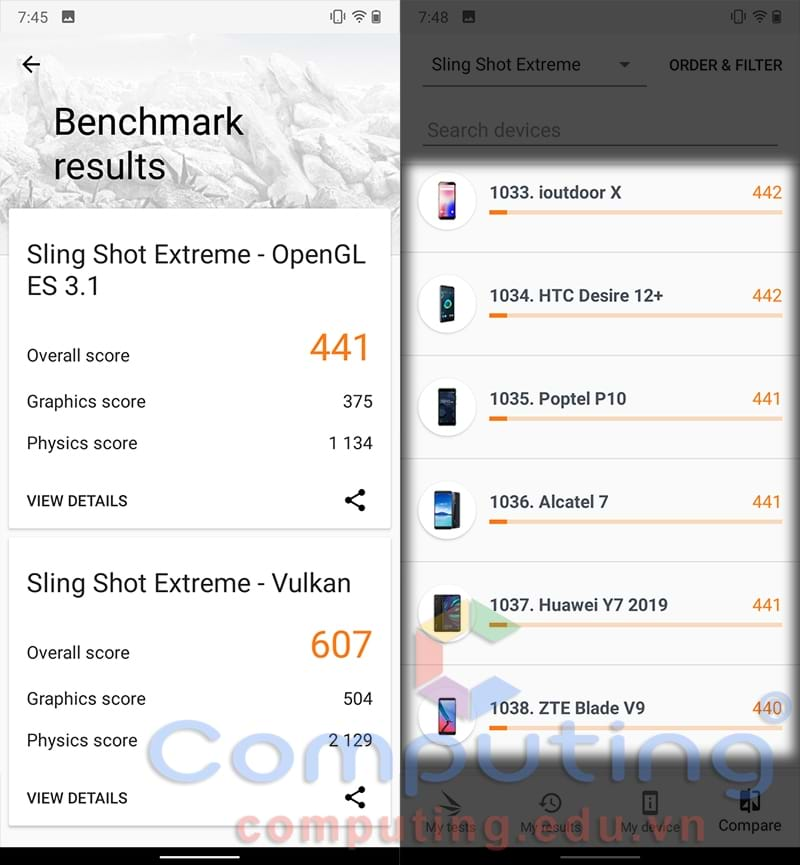 7:45
Benchmark
results
Sling Shot Extreme - OpenGL
ES 3.1
Overall score 441
Graphics score 375
Physics score 1 134
VIEW DETAILS
Sling Shot Extreme - Vulkan
Overall score 607
Graphics score 504
Physics score 2 129
VIEW DETAILS
7:48
Sling Shot Extreme ORDER & FILTER
Search devices
1033. ioutdoor X 442
1034. HTC Desire 12+ 442
1035. Poptel P10 441
1036. Alcatel 7 441
1037. Huawei Y7 2019 441
1038. ZTE Blade V9 440
My tests My results My device Compare
Computing ©
computing.edu.vn